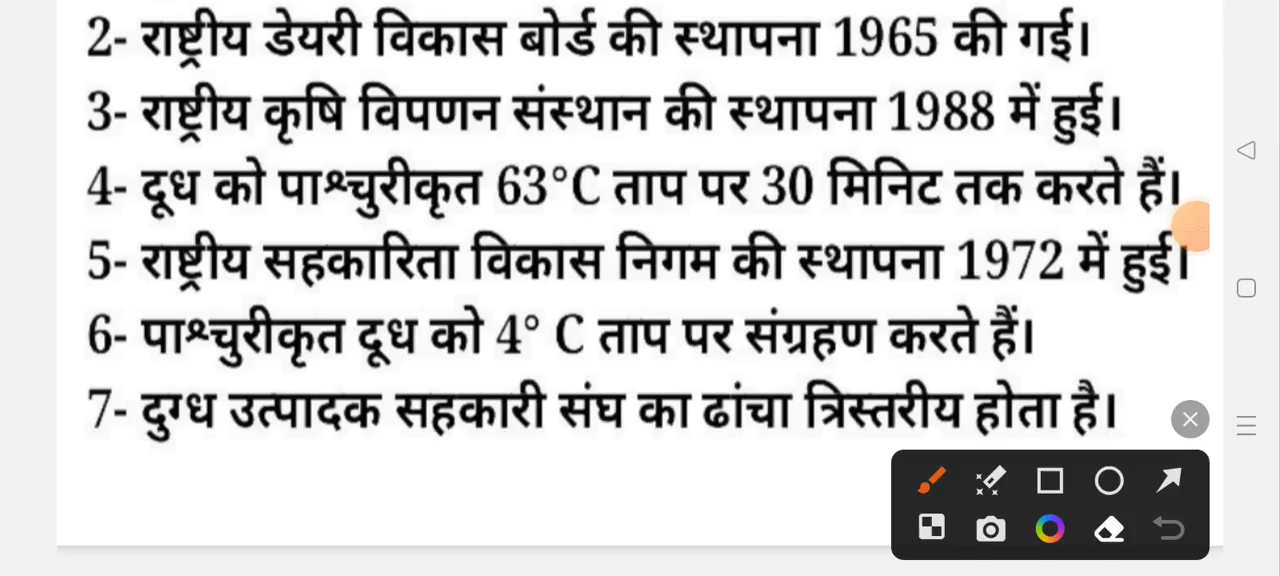 2- राष्ट्रीय डेयरी विकास बोर्ड की स्थापना 1965 की गई।
3- राष्ट्रीय कृषि विपणन संस्थान की स्थापना 1988 में हुई।
4- दूध को पाश्चुरीकृत 63°C ताप पर 30 मिनिट तक करते हैं।
5- राष्ट्रीय सहकारिता विकास निगम की स्थापना 1972 में हुई।
6- पाश्चुरीकृत दूध को 4° C ताप पर संग्रहण करते हैं।
7- दुग्ध उत्पादक सहकारी संघ का ढांचा त्रिस्तरीय होता है।